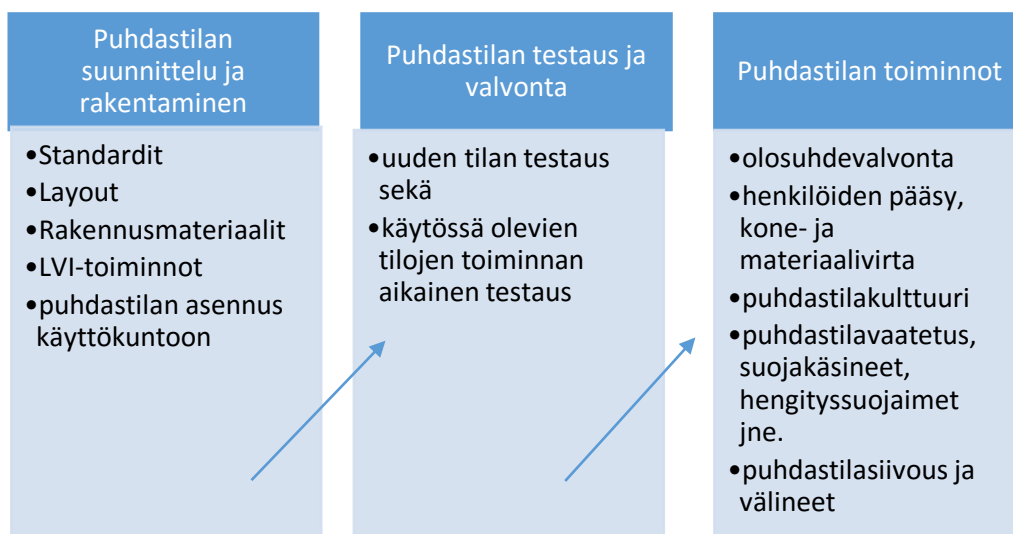 Puhdastilan
suunnittelu ja
rakentaminen
•Standardit
•Layout
•Rakennusmateriaalit
•LVI-toiminnot
•puhdastilan asennus
käyttökuntoon
Puhdastilan testaus ja
valvonta
•uuden tilan testaus
sekä
•käytössä olevien
tilojen toiminnan
aikainen testaus
Puhdastilan toiminnot
•olosuhdevalvonta
•henkilöiden pääsy,
kone- ja
materiaalivirta
•puhdastilakulttuuri
•puhdastilavaatetus,
suojakäsineet,
hengityssuojaimet
jne.
•puhdastilasiivous ja
välineet